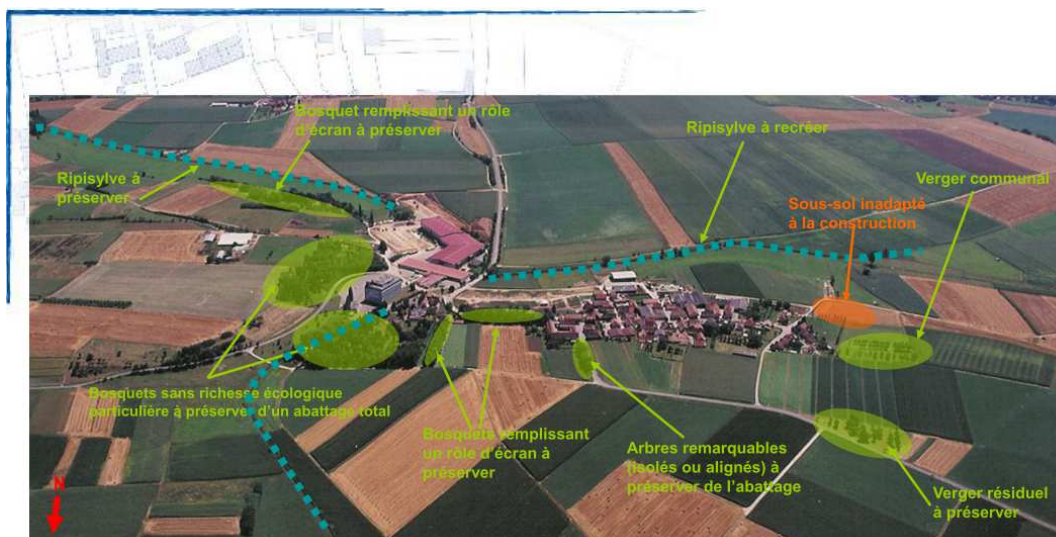 Bosquet remplissant un rôle
d'écran à préserver
Ripisylve à recréer
Ripisylve à
préserver
Verger communal
Sous-sol inadapté
à la construction
Bosquets sans richesse écologique
particulière à préserver d'un abattage total
Bosquets remplissant
un rôle d'écran à
préserver
Arbres remarquables
(isolés ou alignés) à
préserver de l'abattage
Verger résiduel
à préserver
N